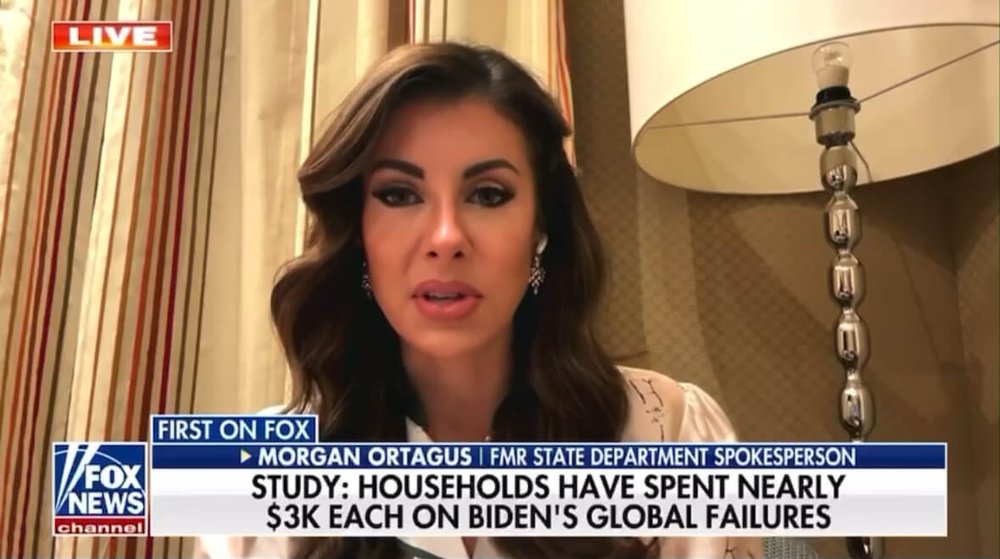 LIVE
FIRST ON FOX
MORGAN ORTAGUS | FMR STATE DEPARTMENT SPOKESPERSON
STUDY: HOUSEHOLDS HAVE SPENT NEARLY
$3K EACH ON BIDEN'S GLOBAL FAILURES
FOX
NEWS
channel